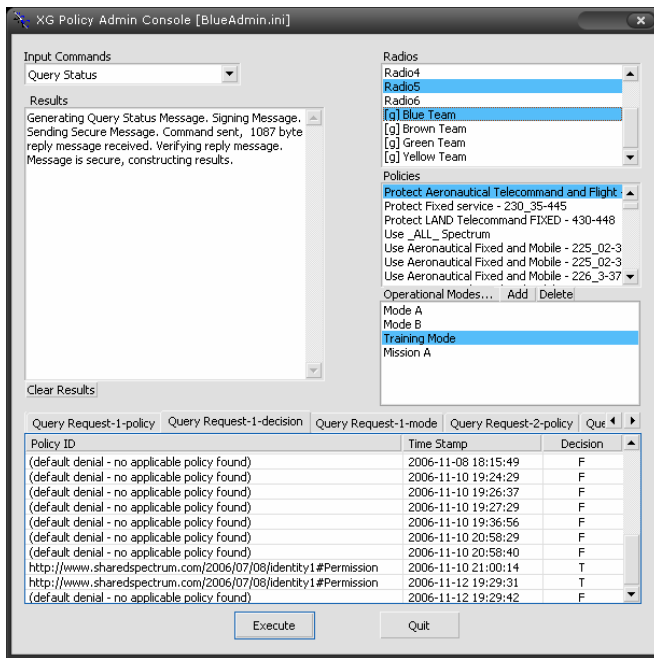 XG Policy Admin Console [BlueAdmin.ini]
Input Commands
Query Status
Results
Generating Query Status Message. Signing Message.
Sending Secure Message. Command sent, 1087 byte
reply message received. Verifying reply message.
Message is secure, constructing results.
Clear Results
Radios
Radio4
Radio5
Radio6
[g] Blue Team
[g] Brown Team
[g] Green Team
[g] Yellow Team
Policies
Protect Aeronautical Telecommand and Flight -
Protect Fixed service - 230_35-445
Protect LAND Telecommand FIXED - 430-448
Use _ALL_ Spectrum
Use Aeronautical Fixed and Mobile - 225_02-3
Use Aeronautical Fixed and Mobile - 225_02-3
Use Aeronautical Fixed and Mobile - 226_3-37
Operational Modes... Add Delete
Mode A
Mode B
Training Mode
Mission A
Query Request-1-policy Query Request-1-decision Query Request-1-mode Query Request-2-policy Que
Policy ID Time Stamp Decision
(default denial - no applicable policy found) 2006-11-08 18:15:49 F
(default denial - no applicable policy found) 2006-11-10 19:24:29 F
(default denial - no applicable policy found) 2006-11-10 19:26:37 F
(default denial - no applicable policy found) 2006-11-10 19:27:29 F
(default denial - no applicable policy found) 2006-11-10 19:36:56 F
(default denial - no applicable policy found) 2006-11-10 20:58:29 F
(default denial - no applicable policy found) 2006-11-10 20:58:40 F
http://www.sharedspectrum.com/2006/07/08/identity1#Permission 2006-11-10 21:00:14 T
http://www.sharedspectrum.com/2006/07/08/identity1#Permission 2006-11-12 19:29:31 T
(default denial - no applicable policy found) 2006-11-12 19:29:42 F
Execute Quit